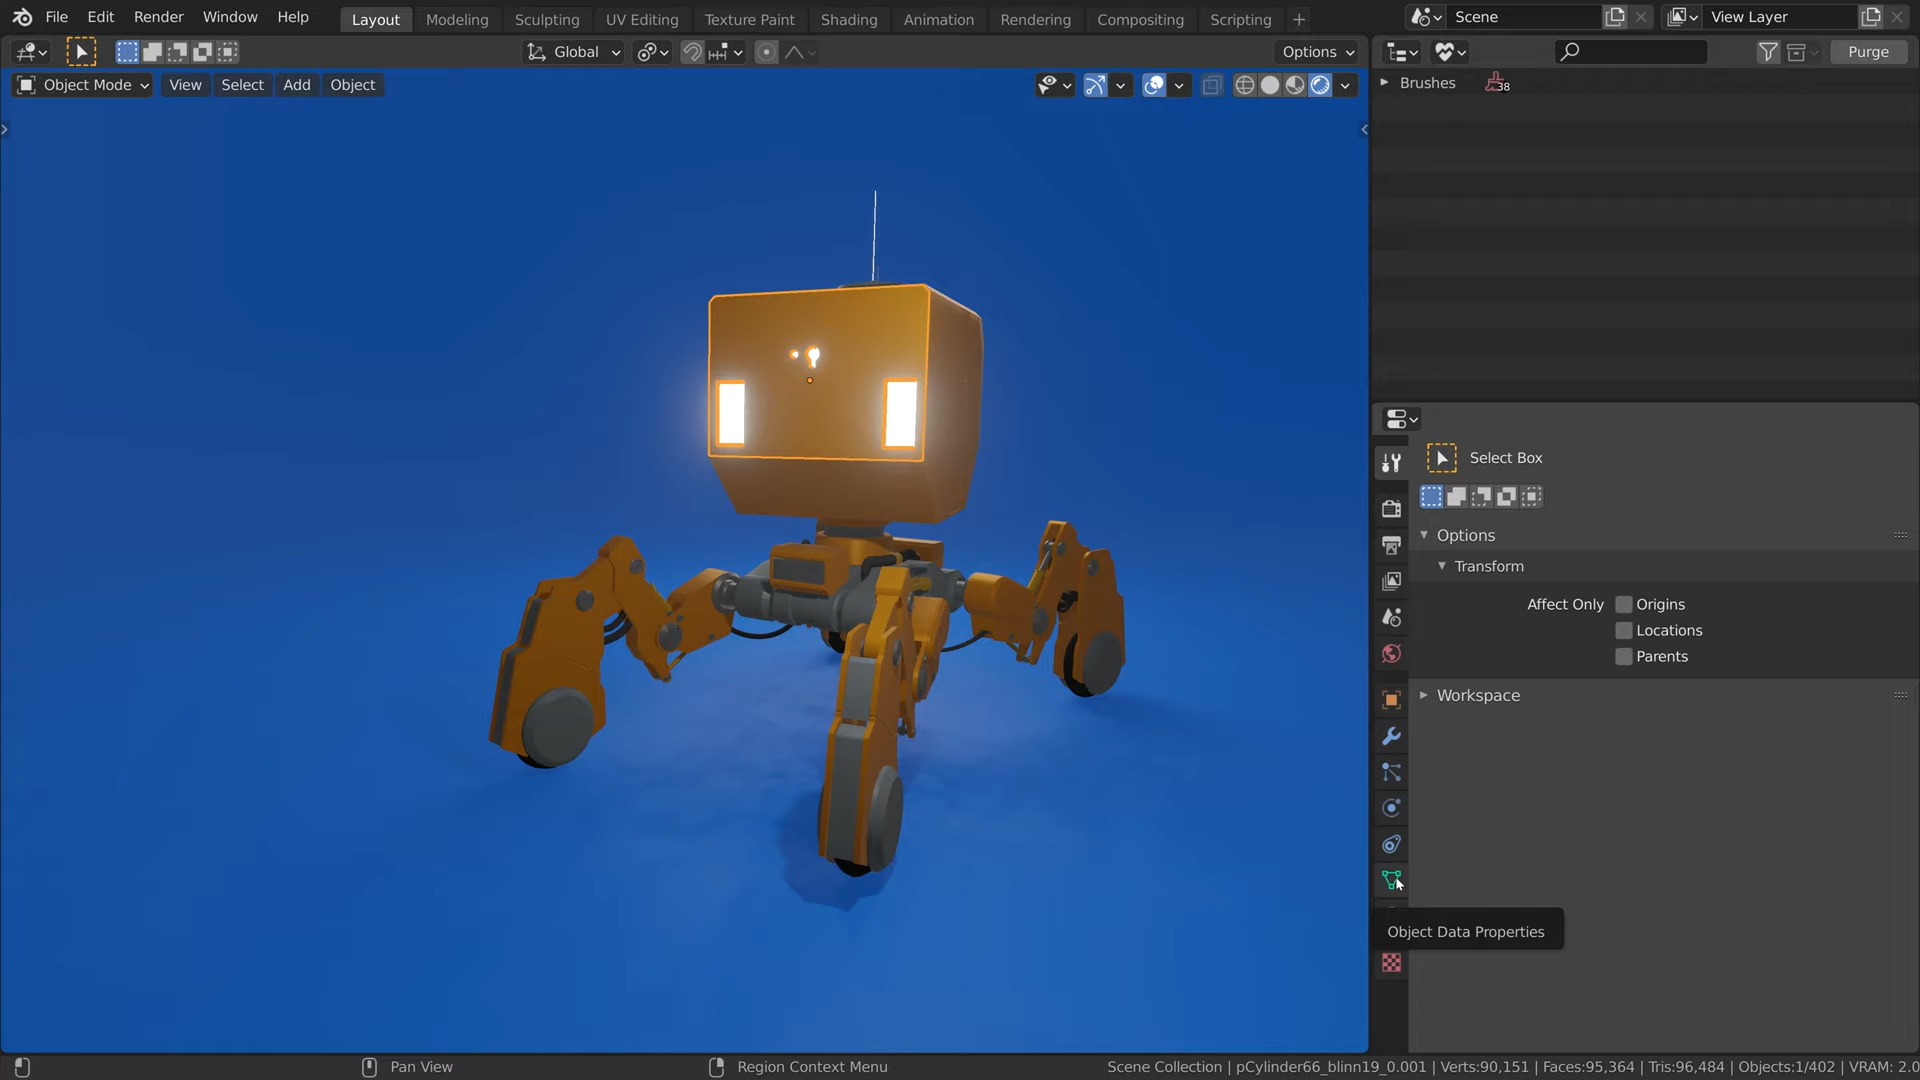 File Edit Render Window Help Layout Modeling Sculpting UV Editing Texture Paint Shading Animation Rendering Compositing Scripting + Scene View Layer
Global Options Purge
Object Mode View Select Add Object
Brushes 38
Select Box
Options
Transform
Affect Only Origins
Locations
Parents
Workspace
Object Data Properties
Pan View Region Context Menu Scene Collection | pCylinder66_blinn19_0.001 | Verts:90,151 | Faces:95,364 | Tris:96,484 | Objects:1/402 | VRAM: 2.0